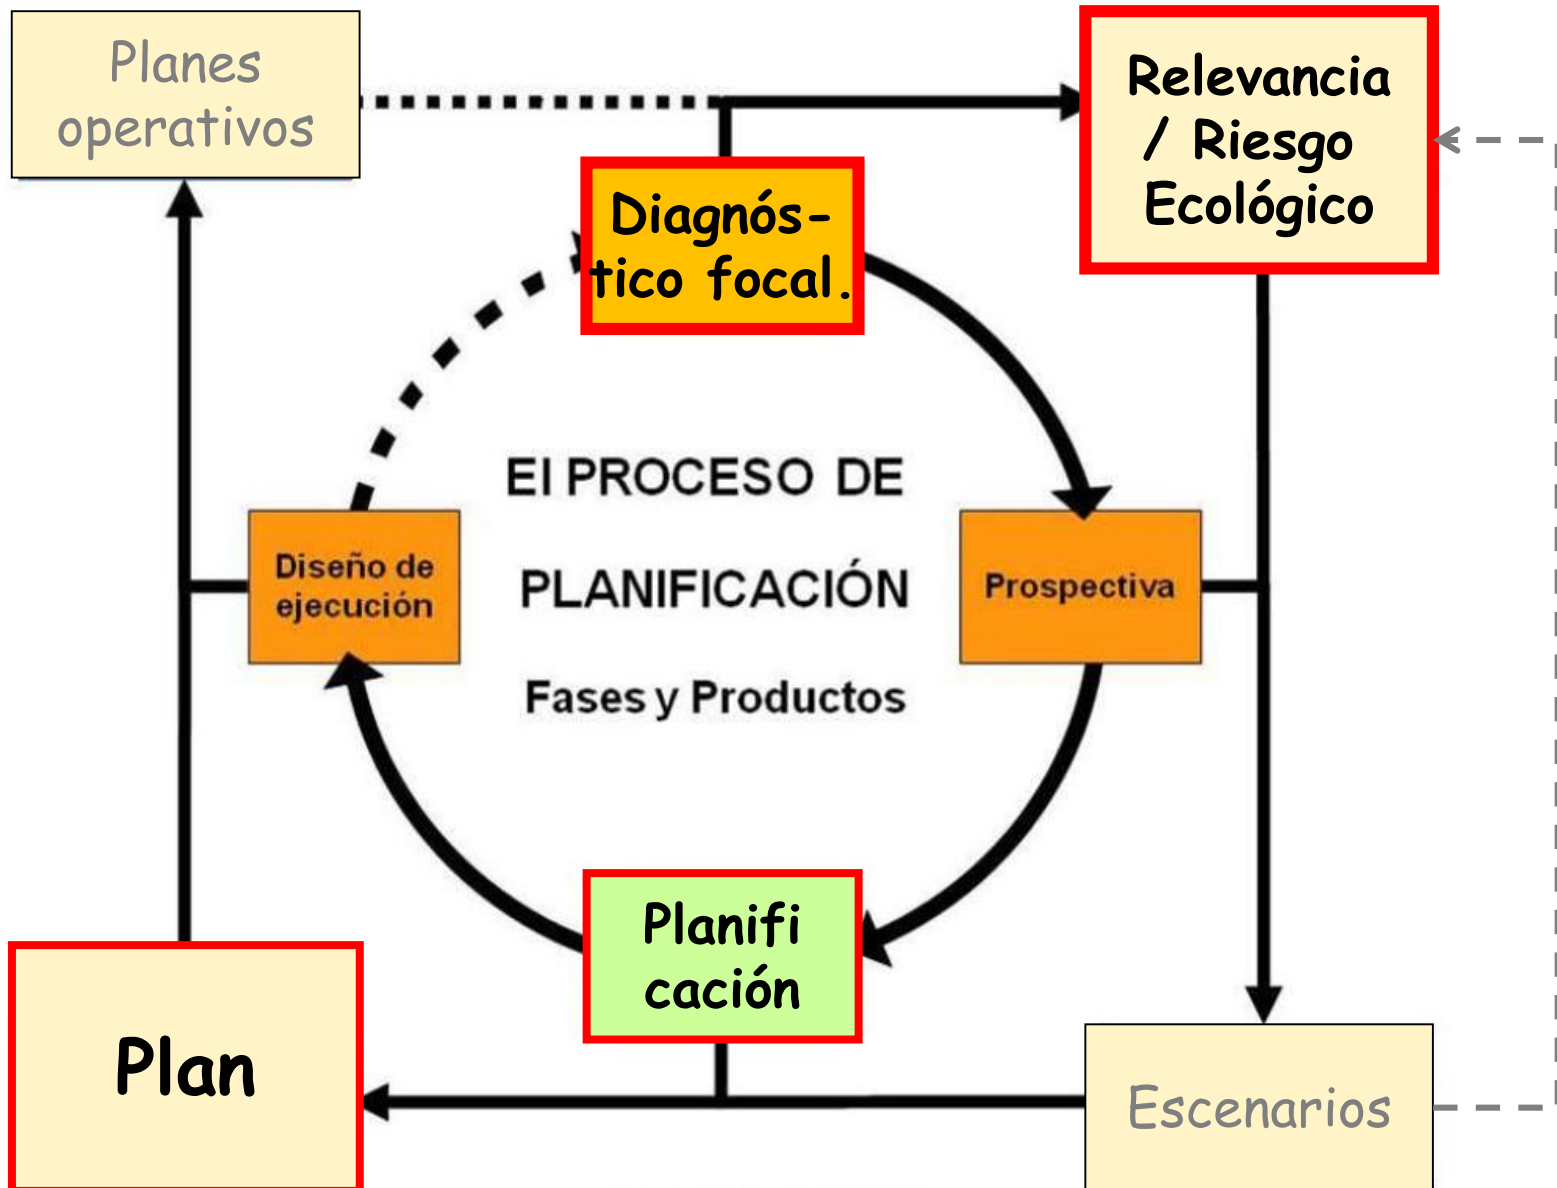 Planes
operativos
Relevancia
/ Riesgo
Ecológico
Diagnós-
tico focal.
El PROCESO DE
PLANIFICACIÓN
Fases y Productos
Diseño de
ejecución
Prospectiva
Planifi
cación
Plan
Escenarios